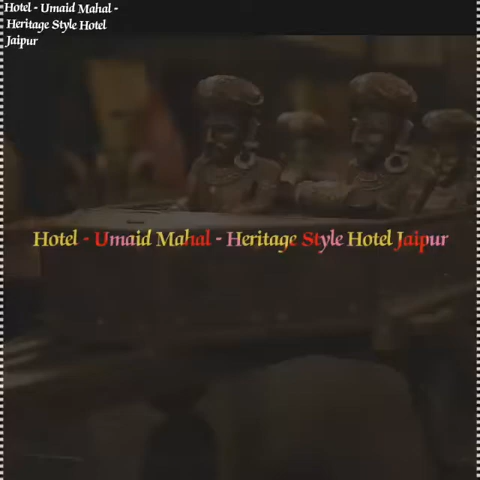 Hotel - Umaid Mahal -
Heritage Style Hotel
Jaipur
Hotel - Umaid Mahal - Heritage Style Hotel Jaipur